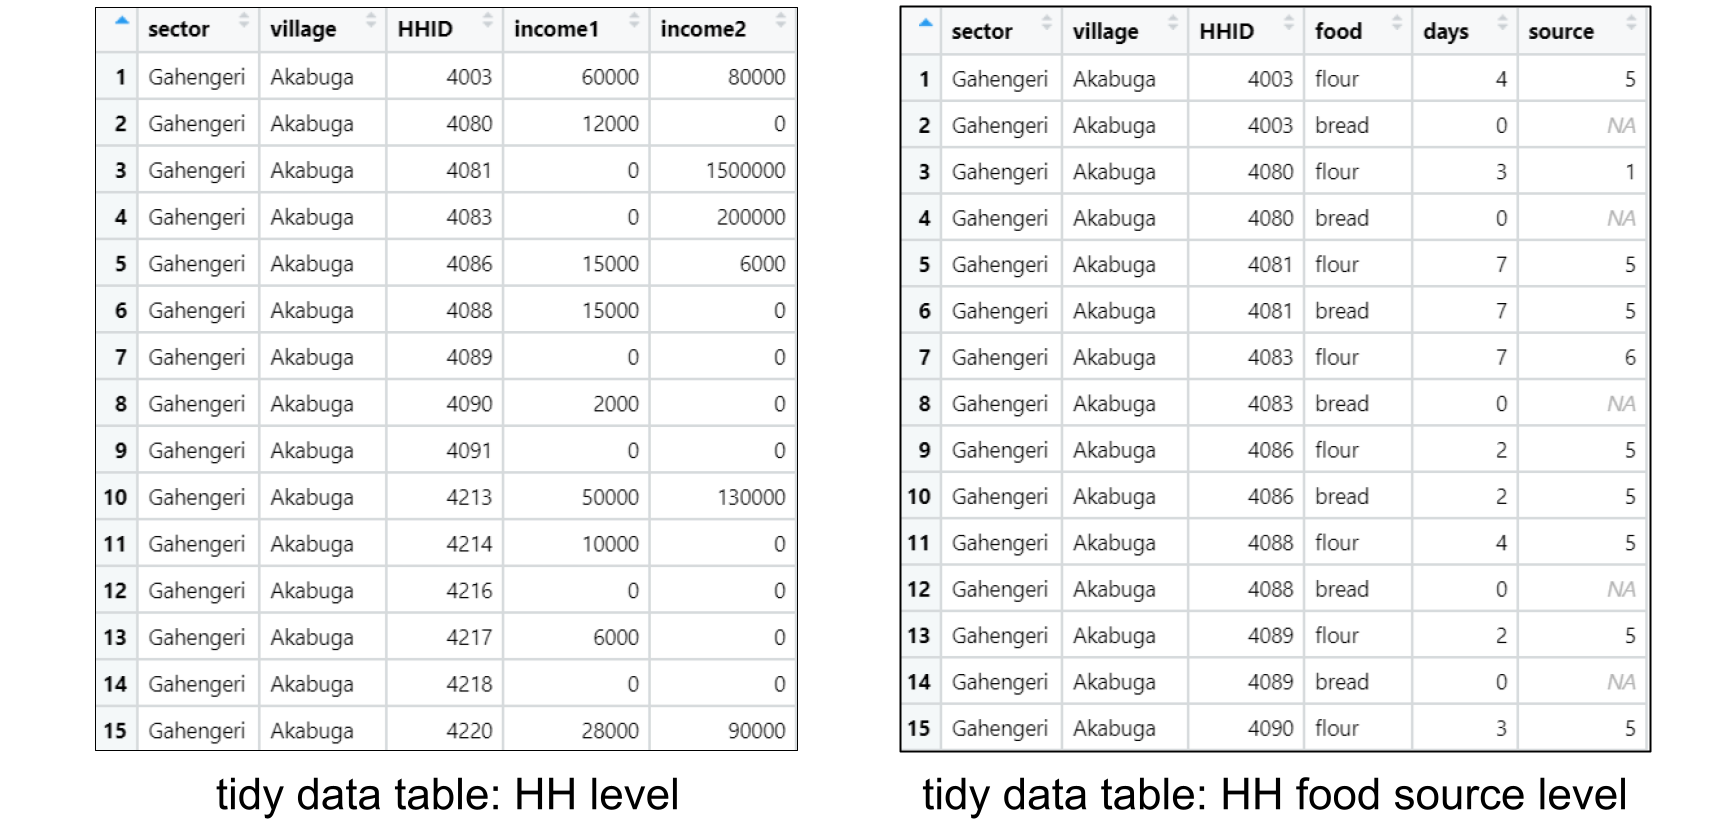 sector village HHID income1 income2
1 Gahengeri Akabuga 4003 60000 80000
2 Gahengeri Akabuga 4080 12000 0
3 Gahengeri Akabuga 4081 0 1500000
4 Gahengeri Akabuga 4083 0 200000
5 Gahengeri Akabuga 4086 15000 6000
6 Gahengeri Akabuga 4088 15000 0
7 Gahengeri Akabuga 4089 0 0
8 Gahengeri Akabuga 4090 2000 0
9 Gahengeri Akabuga 4091 0 0
10 Gahengeri Akabuga 4213 50000 130000
11 Gahengeri Akabuga 4214 10000 0
12 Gahengeri Akabuga 4216 0 0
13 Gahengeri Akabuga 4217 6000 0
14 Gahengeri Akabuga 4218 0 0
15 Gahengeri Akabuga 4220 28000 90000
tidy data table: HH level
sector village HHID food days source
1 Gahengeri Akabuga 4003 flour 4 5
2 Gahengeri Akabuga 4003 bread 0 NA
3 Gahengeri Akabuga 4080 flour 3 1
4 Gahengeri Akabuga 4080 bread 0 NA
5 Gahengeri Akabuga 4081 flour 7 5
6 Gahengeri Akabuga 4081 bread 7 5
7 Gahengeri Akabuga 4083 flour 7 6
8 Gahengeri Akabuga 4083 bread 0 NA
9 Gahengeri Akabuga 4086 flour 2 5
10 Gahengeri Akabuga 4086 bread 2 5
11 Gahengeri Akabuga 4088 flour 4 5
12 Gahengeri Akabuga 4088 bread 0 NA
13 Gahengeri Akabuga 4089 flour 2 5
14 Gahengeri Akabuga 4089 bread 0 NA
15 Gahengeri Akabuga 4090 flour 3 5
tidy data table: HH food source level